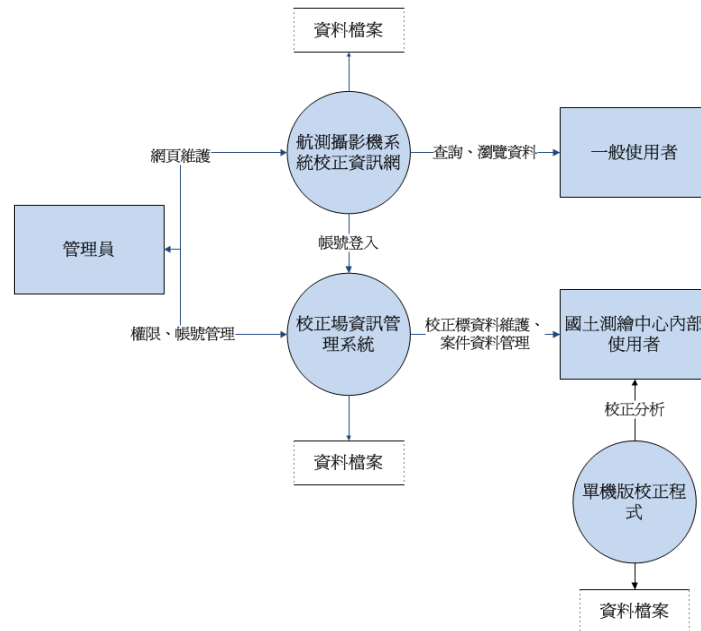 資料檔案
航測攝影機系
統校正資訊網
網頁維護
查詢、瀏覽資料
一般使用者
管理員
帳號登入
權限、帳號管理
校正場資訊管
理系統
校正標資料維護、
案件資料管理
國土測繪中心內部
使用者
校正分析
資料檔案
單機版校正程
式
資料檔案